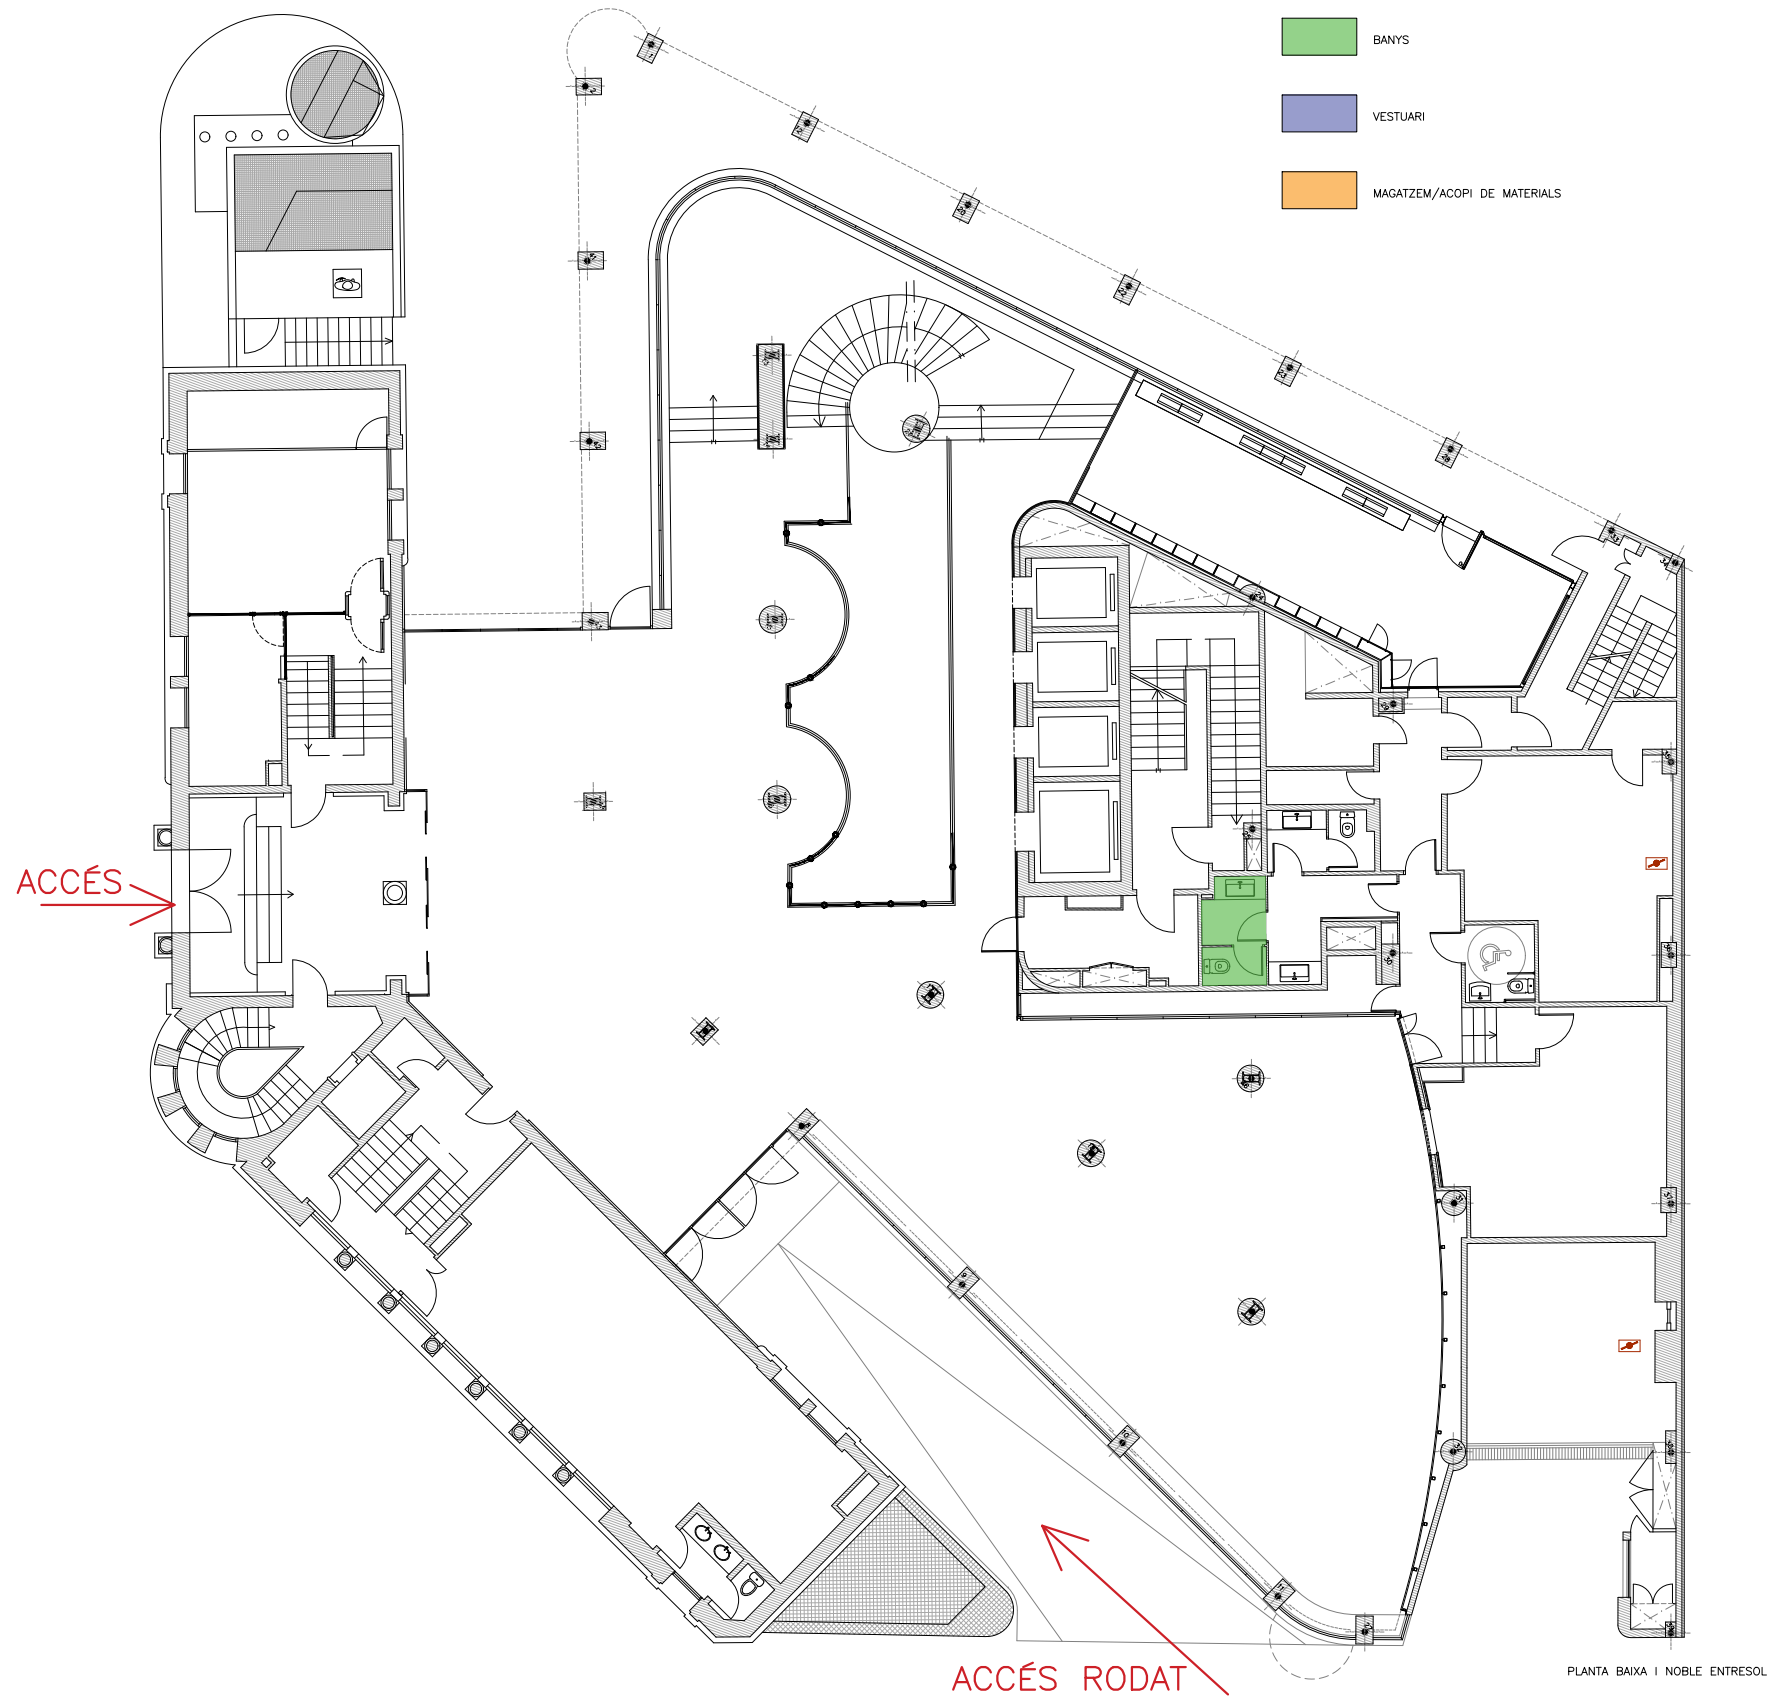 BANYS
VESTUARI
MAGATZEM/ACOPI DE MATERIALS
ACCÉS
ACCÉS RODAT
PLANTA BAIXA I NOBLE ENTRESOL